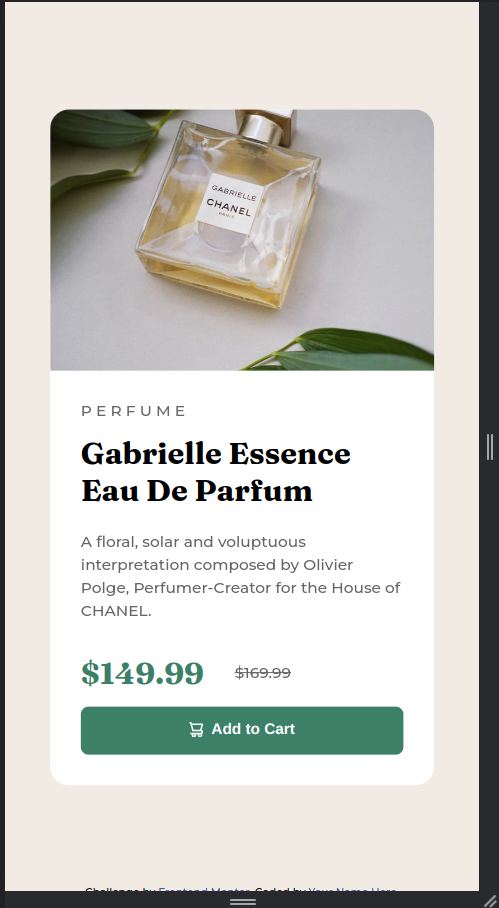 GABRIELLE
CHANEL
PARIS
PERFUME
Gabrielle Essence
Eau De Parfum
A floral, solar and voluptuous
interpretation composed by Olivier
Polge, Perfumer-Creator for the House of
CHANEL.
$149.99 $169.99
Add to Cart
Challenge by Frontend Mentor. Coded by Your Name Here.